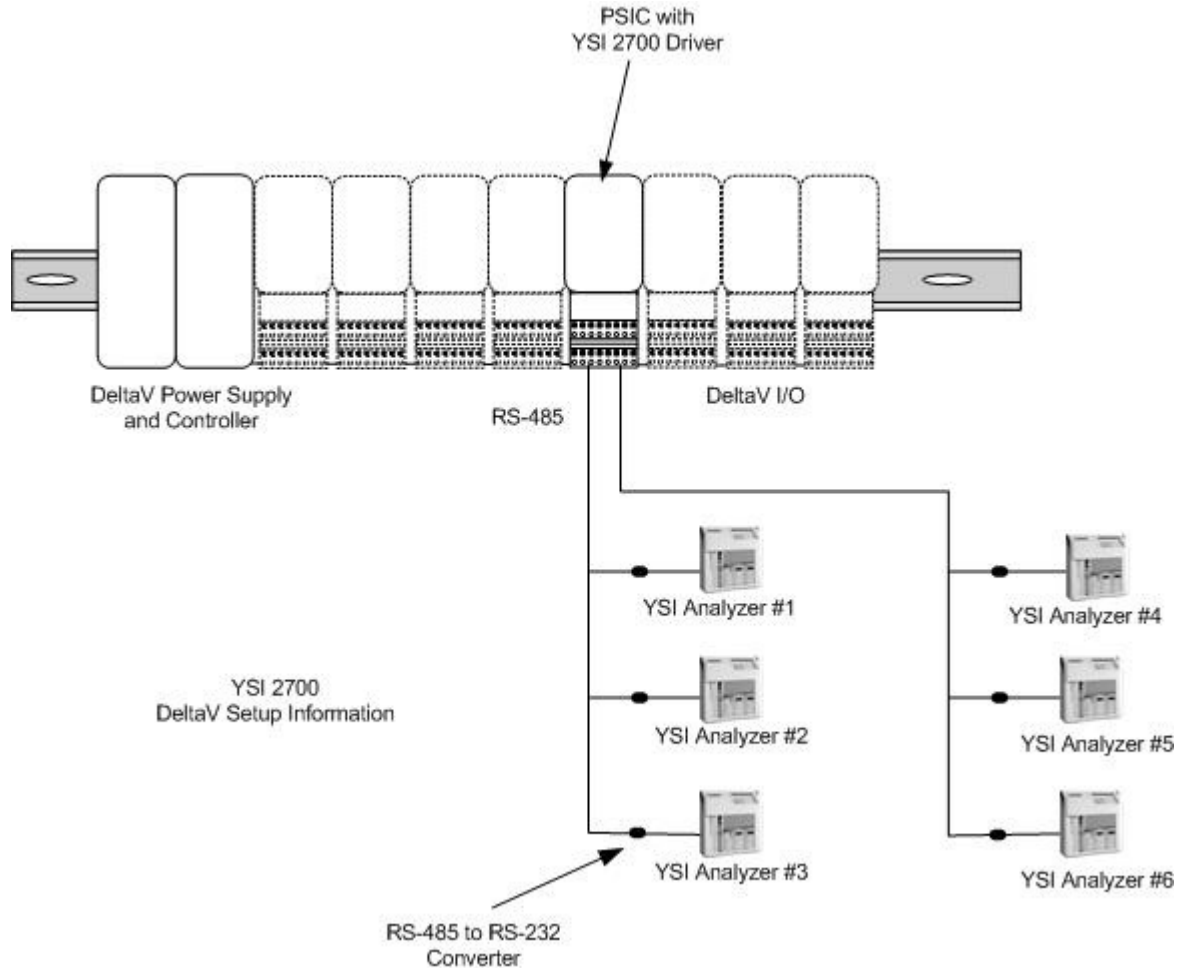 PSIC with
YSI 2700 Driver
DeltaV Power Supply
and Controller
RS-485
DeltaV I/O
YSI Analyzer #1
YSI Analyzer #4
YSI 2700
DeltaV Setup Information
YSI Analyzer #2
YSI Analyzer #5
YSI Analyzer #3
YSI Analyzer #6
RS-485 to RS-232
Converter